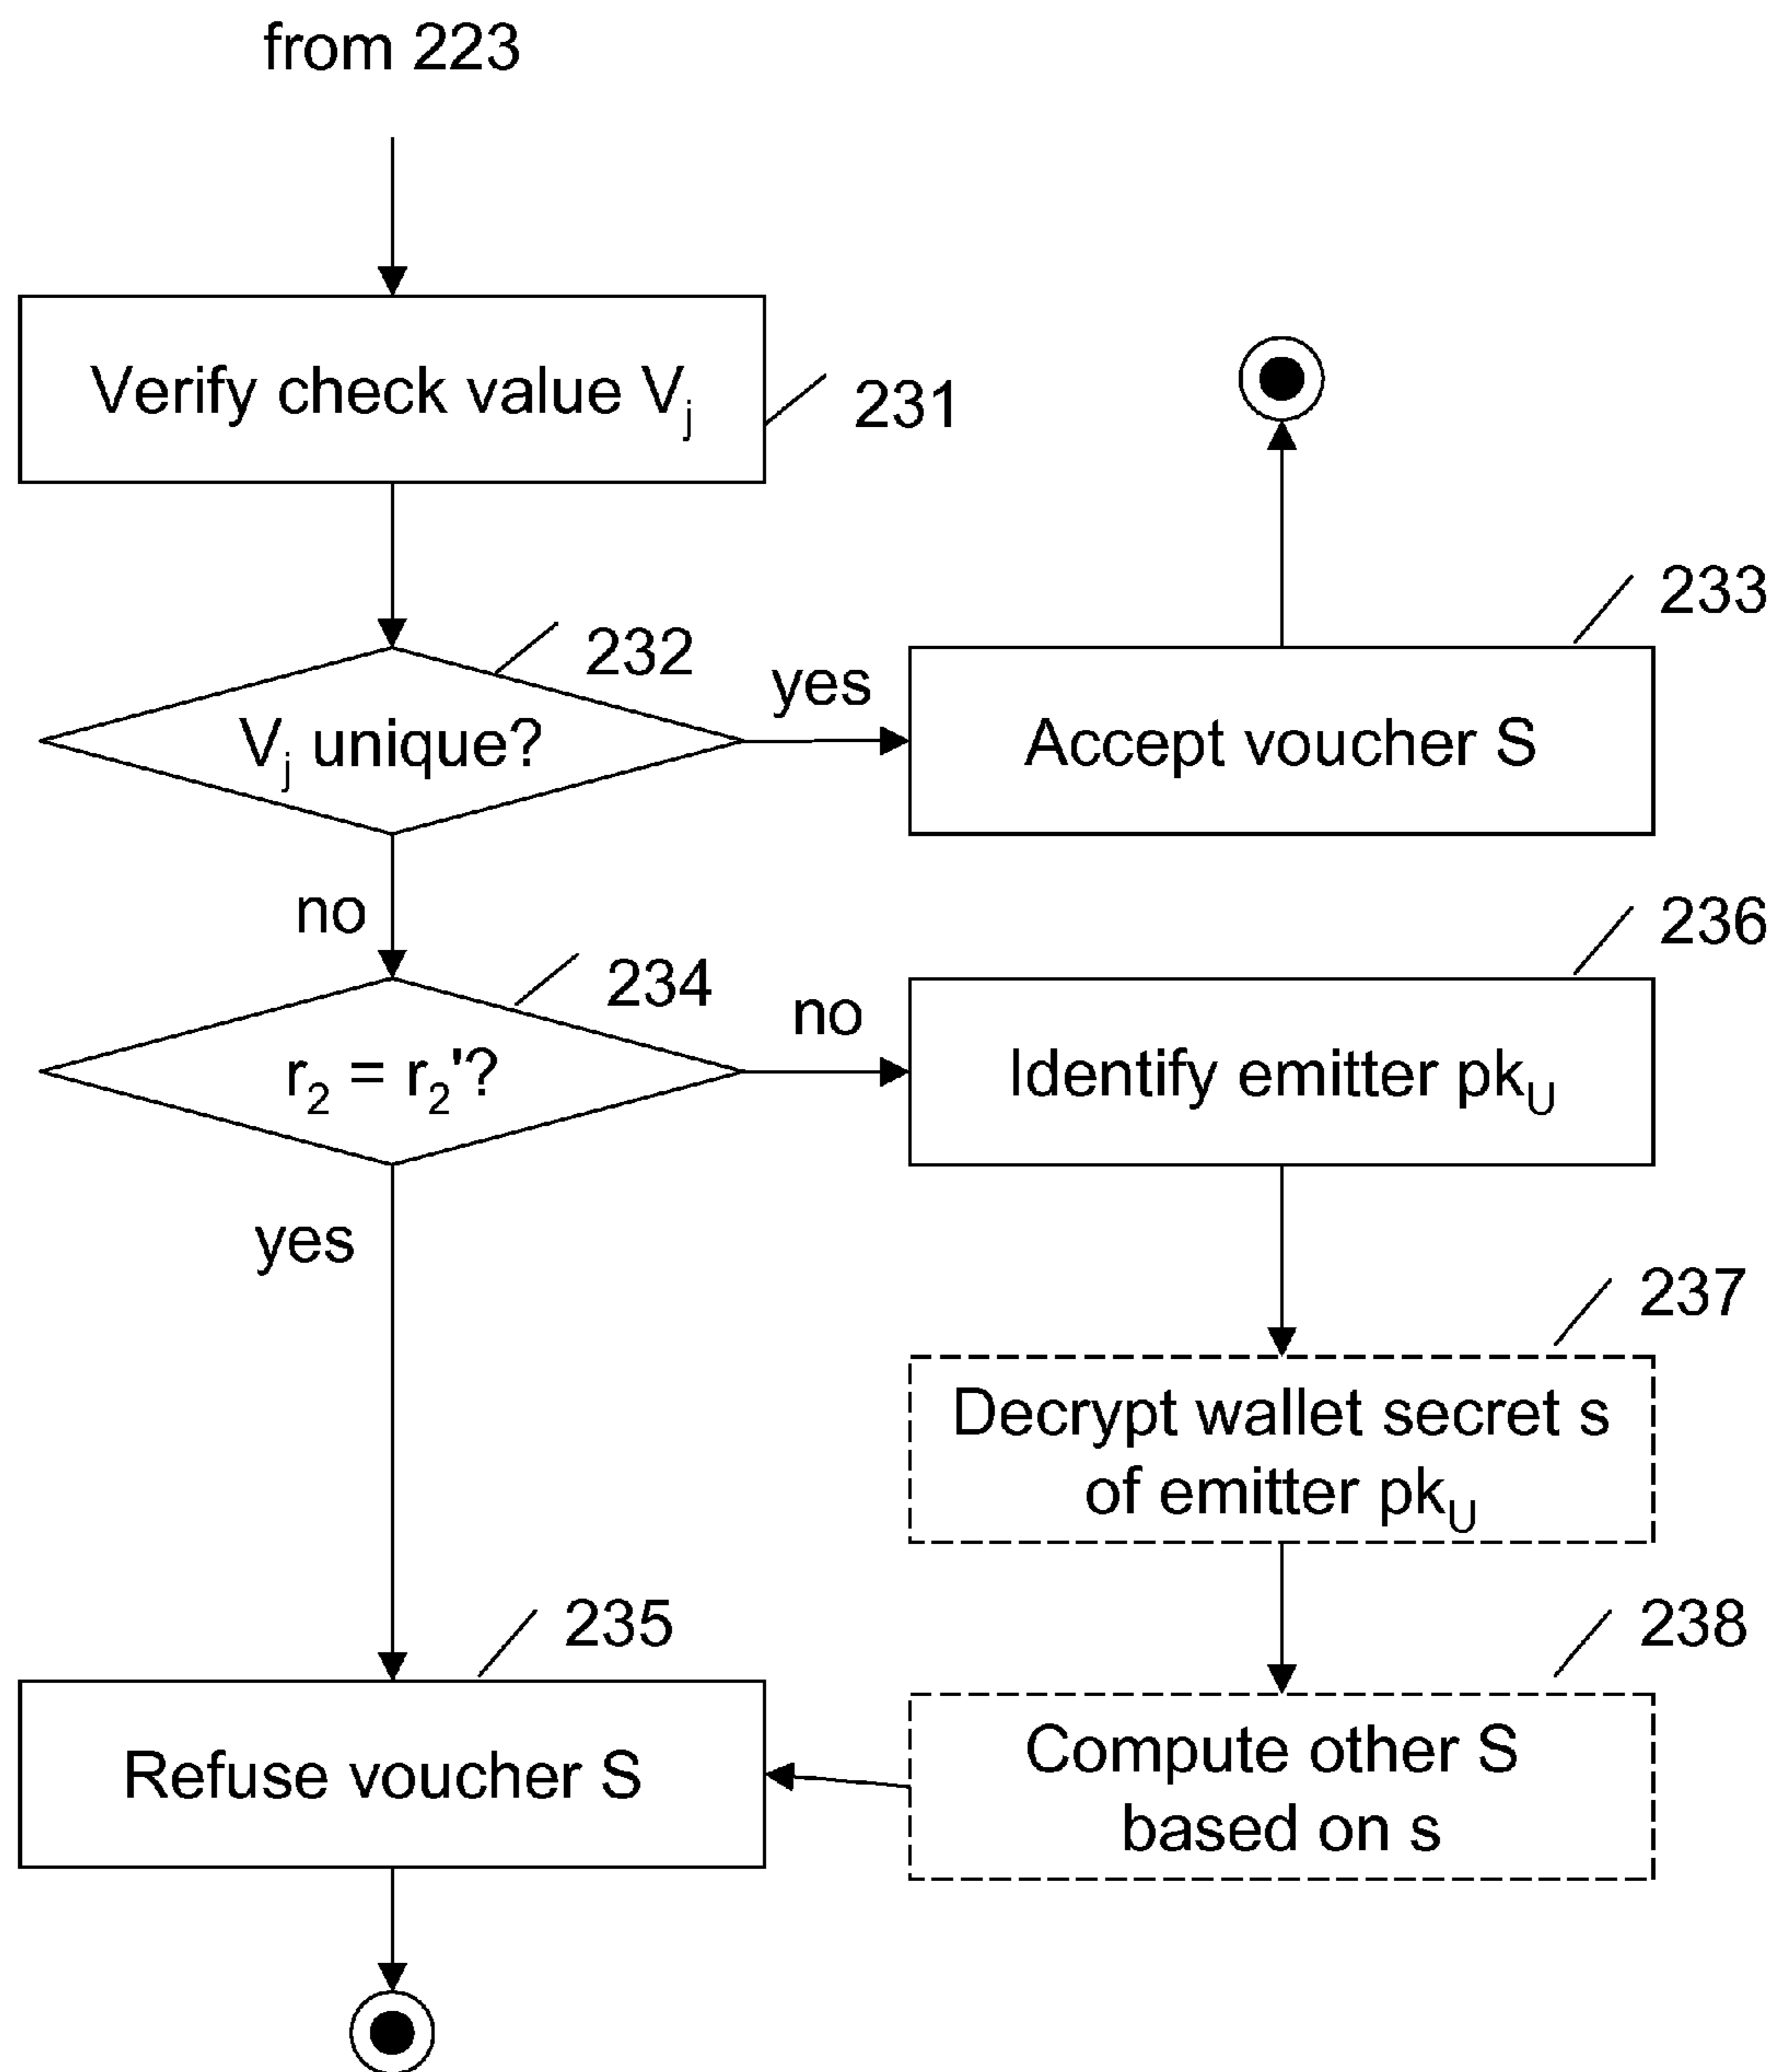 from 223
Verify check value Vj
231
232
Vj unique?
yes
233
Accept voucher S
no
234
r2 = r2'?
no
236
Identify emitter pkU
yes
237
Decrypt wallet secret s
of emitter pkU
235
Refuse voucher S
238
Compute other S
based on s